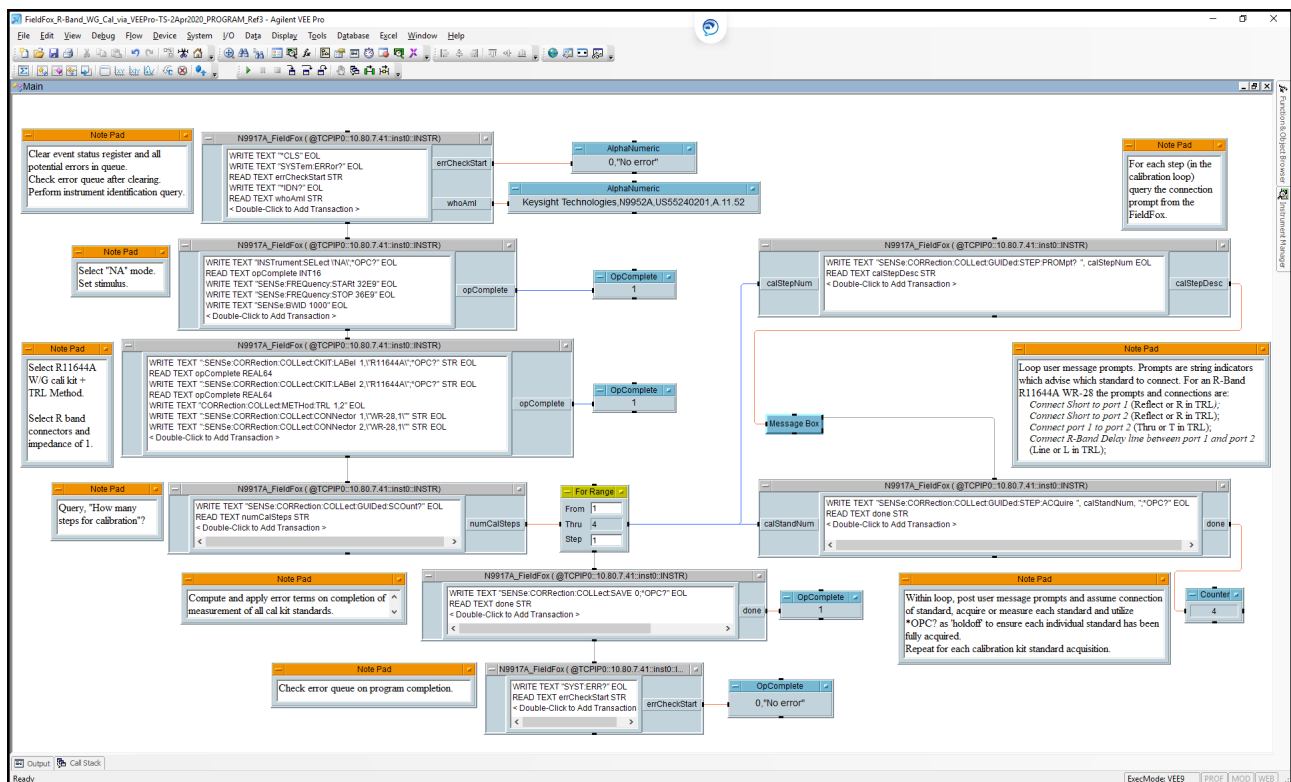 FieldFox_R-Band_WG_Cal_via_VEEPro-TS-2Apr2020_PROGRAM_Ref3 - Agilent VEE Pro
File Edit View Debug Flow Device System I/O Data Display Tools Database Excel Window Help
Main
Note Pad
Clear event status register and all
potential errors in queue.
Check error queue after clearing.
Perform instrument identification query.
N9917A_FieldFox ( @TCPIP0::10.80.7.41::inst0::INSTR)
WRITE TEXT "*CLS" EOL
WRITE TEXT "SYSTem:ERRor?" EOL
READ TEXT errCheckStart STR
WRITE TEXT "*IDN?" EOL
READ TEXT whoAmI STR
< Double-Click to Add Transaction >
errCheckStart
whoAmI
AlphaNumeric
0,"No error"
AlphaNumeric
Keysight Technologies,N9952A,US55240201,A.11.52
Note Pad
For each step (in the
calibration loop)
query the connection
prompt from the
FieldFox.
Function & Object Browser
Instrument Manager
Note Pad
Select "NA" mode.
Set stimulus.
N9917A_FieldFox ( @TCPIP0::10.80.7.41::inst0::INSTR)
WRITE TEXT "INSTrument:SELect \'NA\';*OPC?" EOL
READ TEXT opComplete INT16
WRITE TEXT "SENSe:FREQuency:STARt 32E9" EOL
WRITE TEXT "SENSe:FREQuency:STOP 36E9" EOL
WRITE TEXT "SENSe:BWID 1000" EOL
< Double-Click to Add Transaction >
opComplete
OpComplete
1
N9917A_FieldFox ( @TCPIP0::10.80.7.41::inst0::INSTR)
calStepNum
WRITE TEXT "SENSe:CORRection:COLLect:GUIDed:STEP:PROMpt? ", calStepNum EOL
READ TEXT calStepDesc STR
< Double-Click to Add Transaction >
calStepDesc
Note Pad
Select R11644A
W/G cali kit +
TRL Method.
Select R band
connectors and
impedance of 1.
N9917A_FieldFox ( @TCPIP0::10.80.7.41::inst0::INSTR)
WRITE TEXT ":SENSe:CORRection:COLLect:CKIT:LABel 1,\"R11644A\";*OPC?" STR EOL
READ TEXT opComplete REAL64
WRITE TEXT ":SENSe:CORRection:COLLect:CKIT:LABel 2,\"R11644A\";*OPC?" STR EOL
READ TEXT opComplete REAL64
WRITE TEXT "CORRection:COLLect:METHod:TRL 1,2" EOL
WRITE TEXT ":SENSe:CORRection:COLLect:CONNector 1,\"WR-28,1\"" STR EOL
WRITE TEXT ":SENSe:CORRection:COLLect:CONNector 2,\"WR-28,1\"" STR EOL
< Double-Click to Add Transaction >
opComplete
OpComplete
1
Message Box
Note Pad
Loop user message prompts. Prompts are string indicators
which advise which standard to connect. For an R-Band
R11644A WR-28 the prompts and connections are:
Connect Short to port 1 (Reflect or R in TRL);
Connect Short to port 2 (Reflect or R in TRL);
Connect port 1 to port 2 (Thru or T in TRL);
Connect R-Band Delay line between port 1 and port 2
(Line or L in TRL);
Note Pad
Query, "How many
steps for calibration"?
N9917A_FieldFox ( @TCPIP0::10.80.7.41::inst0::INSTR)
WRITE TEXT "SENSe:CORRection:COLLect:GUIDed:SCOunt?" EOL
READ TEXT numCalSteps STR
< Double-Click to Add Transaction >
numCalSteps
For Range
From 1
Thru 4
Step 1
N9917A_FieldFox ( @TCPIP0::10.80.7.41::inst0::INSTR)
calStandNum
WRITE TEXT "SENSe:CORRection:COLLect:GUIDed:STEP:ACQuire ", calStandNum, ";*OPC?" EOL
READ TEXT done STR
< Double-Click to Add Transaction >
done
Note Pad
Compute and apply error terms on completion of
measurement of all cal kit standards.
N9917A_FieldFox ( @TCPIP0::10.80.7.41::inst0::INSTR)
WRITE TEXT "SENSe:CORRection:COLLect:SAVE 0;*OPC?" EOL
READ TEXT done STR
< Double-Click to Add Transaction >
done
OpComplete
1
Note Pad
Within loop, post user message prompts and assume connection
of standard, acquire or measure each standard and utilize
*OPC? as 'holdoff' to ensure each individual standard has been
fully acquired.
Repeat for each calibration kit standard acquisition.
Counter
4
Note Pad
Check error queue on program completion.
N9917A_FieldFox ( @TCPIP0::10.80.7.41::inst0::I...
WRITE TEXT "SYST:ERR?" EOL
READ TEXT errCheckStart STR
< Double-Click to Add Transaction
errCheckStart
OpComplete
0,"No error"
Output Call Stack
Ready
ExecMode: VEE9 PROF MOD WEB